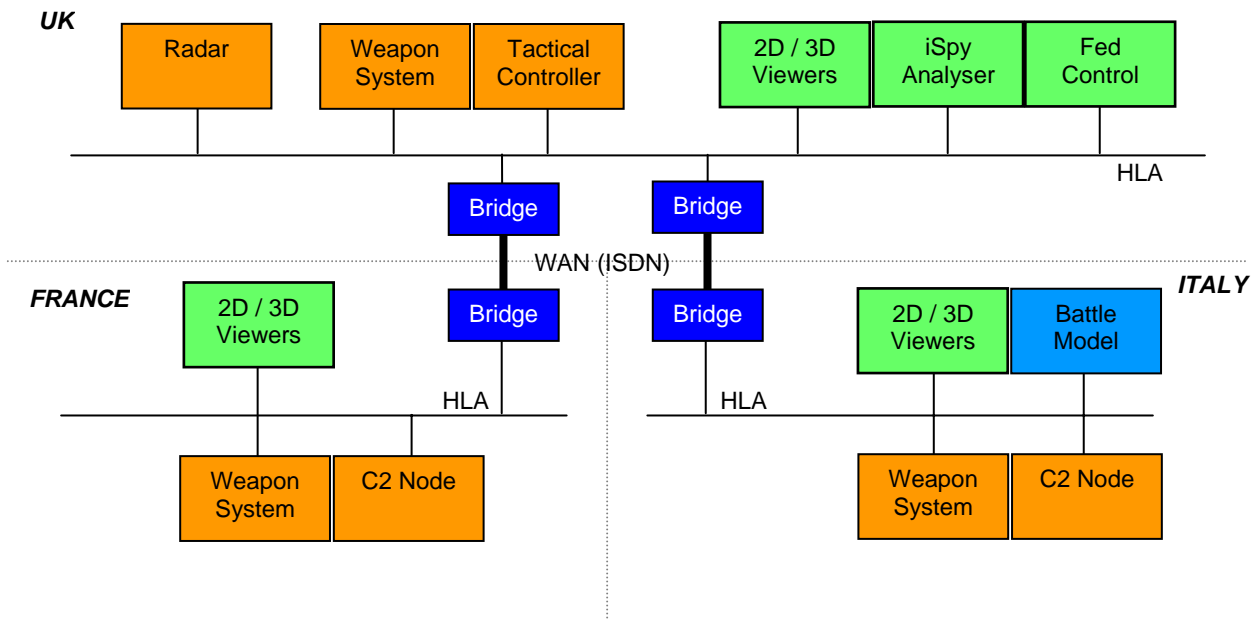 UK
Radar
Weapon
System
Tactical
Controller
2D / 3D
Viewers
iSpy
Analyser
Fed
Control
HLA
Bridge
Bridge
WAN (ISDN)
FRANCE
ITALY
2D / 3D
Viewers
Bridge
Bridge
2D / 3D
Viewers
Battle
Model
HLA
HLA
Weapon
System
C2 Node
Weapon
System
C2 Node